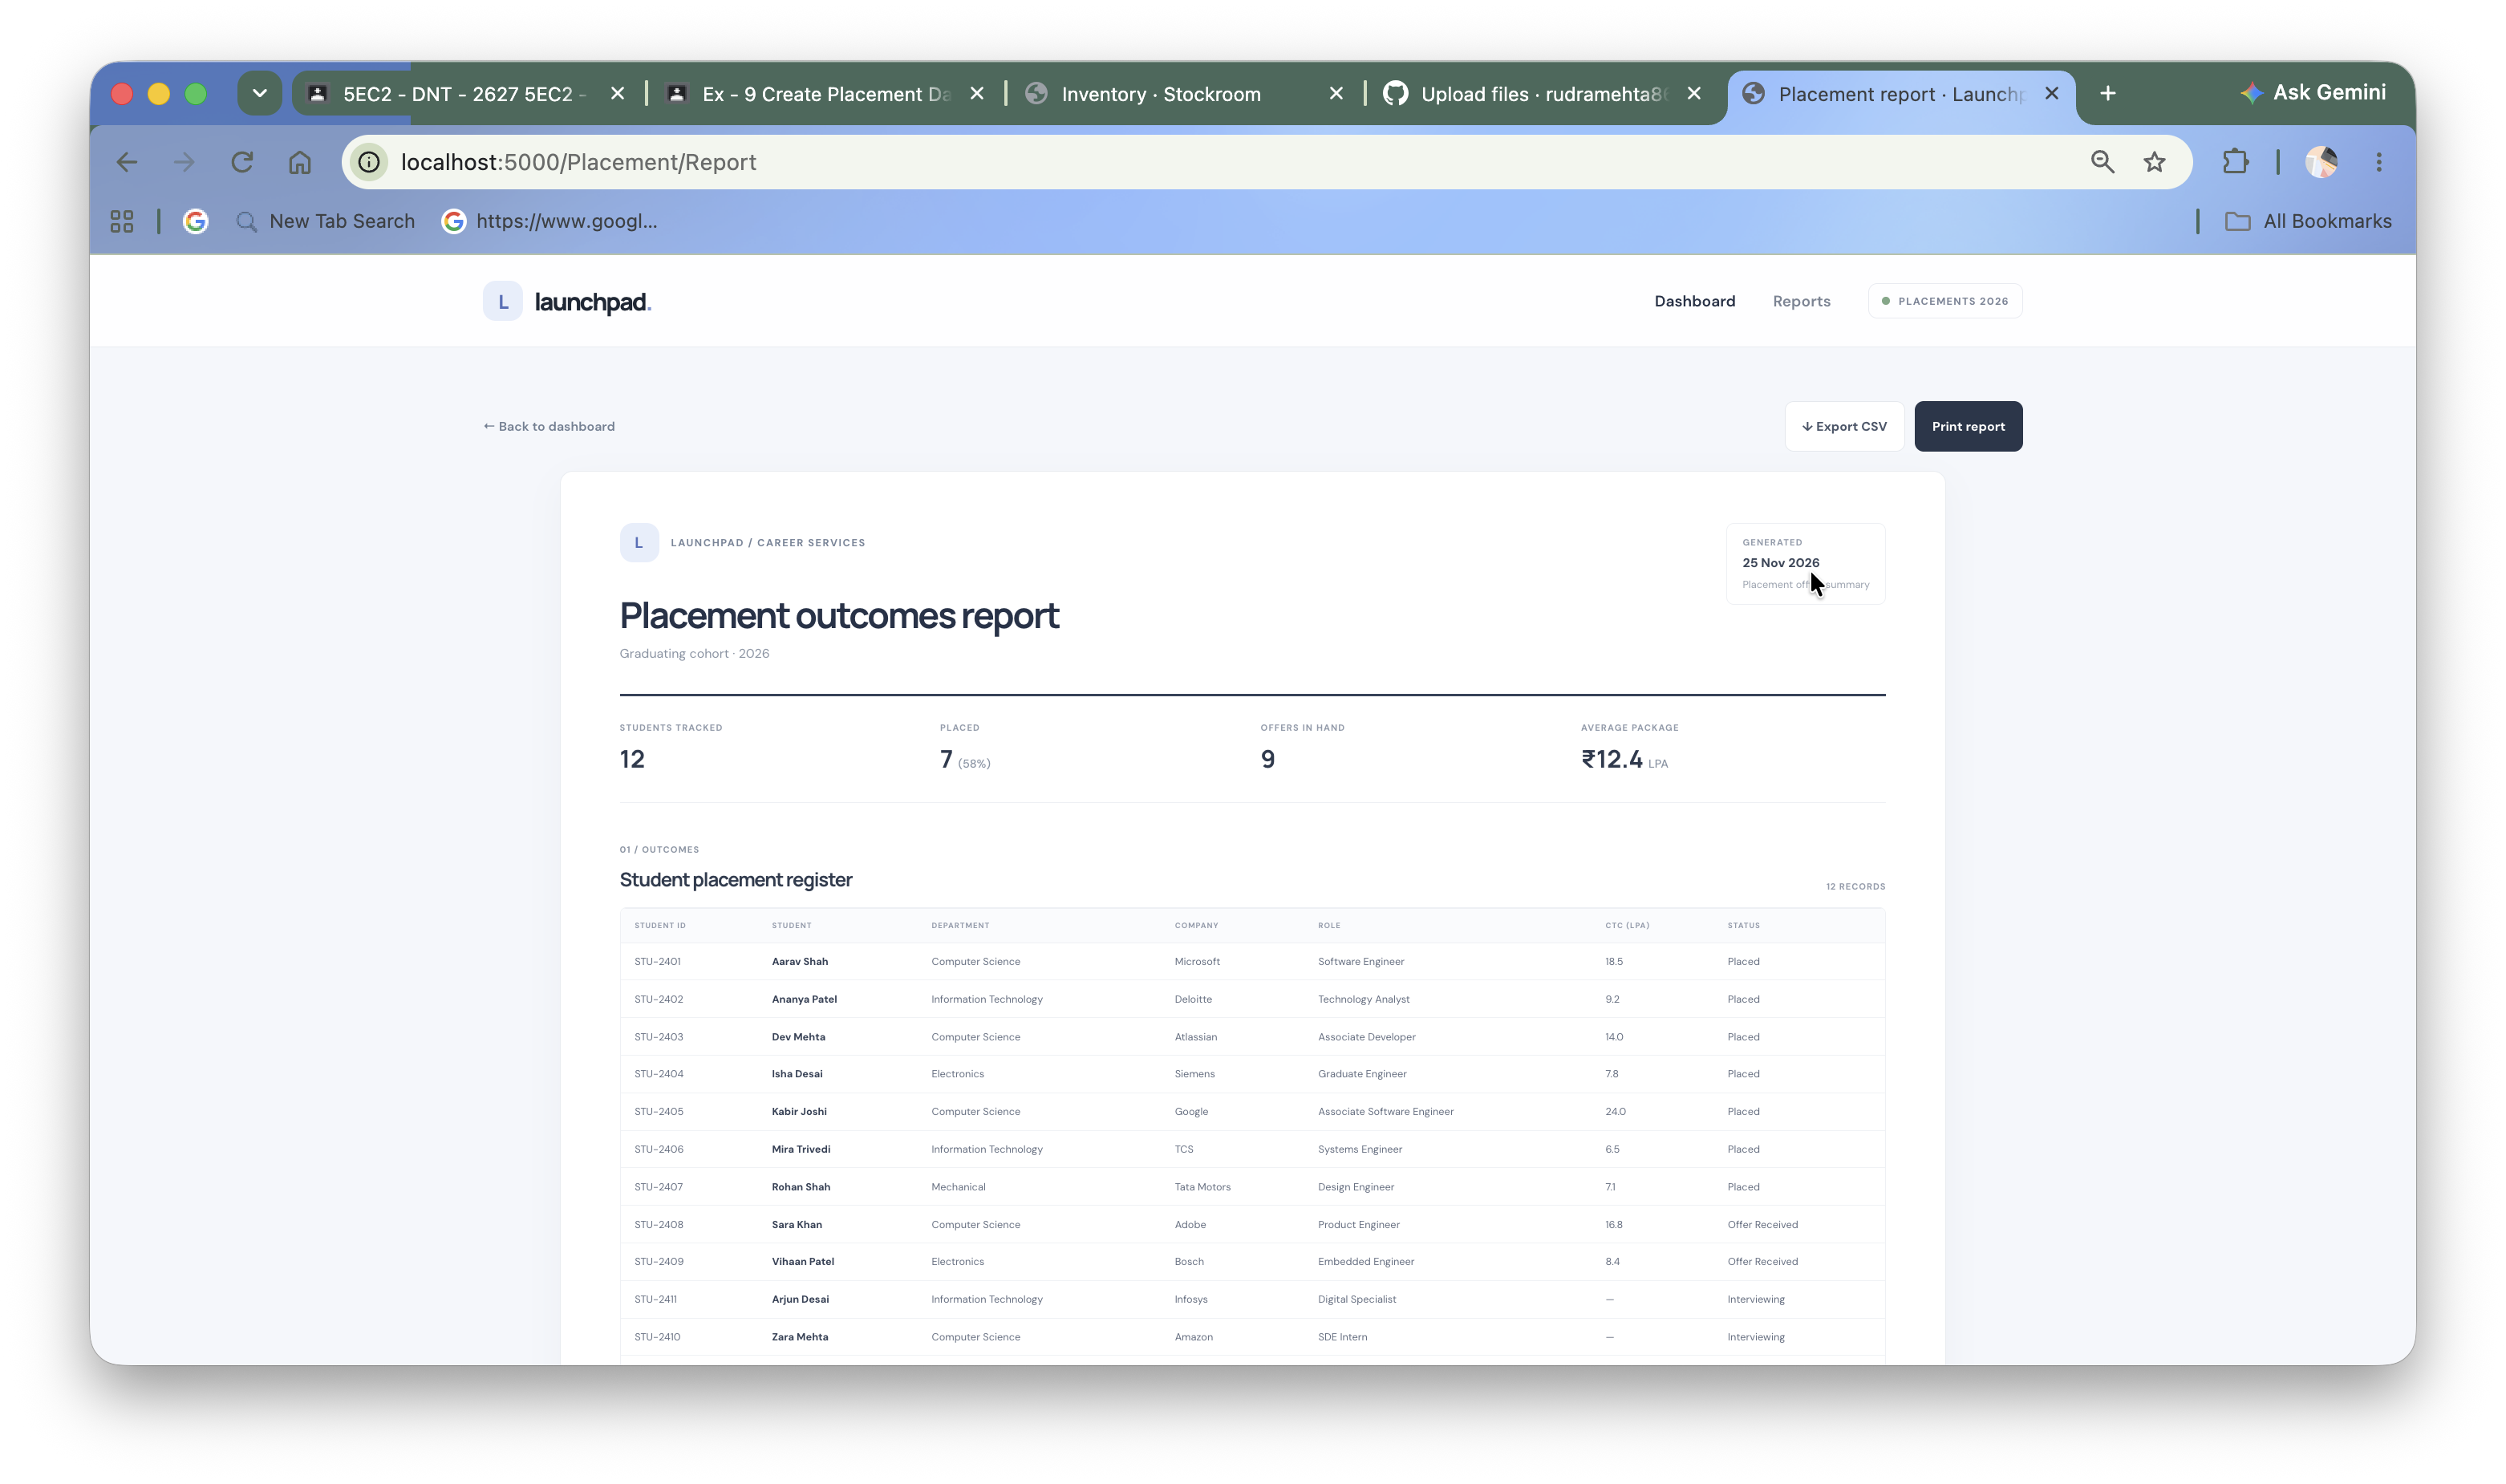 5EC2 - DNT - 2627 5EC2 -
Ex - 9 Create Placement Da
Inventory · Stockroom
Upload files · rudramehta86
Placement report · Launchp
Ask Gemini
localhost:5000/Placement/Report
New Tab Search
https://www.googl...
All Bookmarks
L launchpad.
Dashboard
Reports
PLACEMENTS 2026
← Back to dashboard
↓ Export CSV
Print report
L LAUNCHPAD / CAREER SERVICES
GENERATED
25 Nov 2026
Placement summary
Placement outcomes report
Graduating cohort · 2026
STUDENTS TRACKED PLACED OFFERS IN HAND AVERAGE PACKAGE
12 7 (58%) 9 ₹12.4 LPA
01 / OUTCOMES
Student placement register
12 RECORDS
STUDENT ID STUDENT DEPARTMENT COMPANY ROLE CTC (LPA) STATUS
STU-2401 Aarav Shah Computer Science Microsoft Software Engineer 18.5 Placed
STU-2402 Ananya Patel Information Technology Deloitte Technology Analyst 9.2 Placed
STU-2403 Dev Mehta Computer Science Atlassian Associate Developer 14.0 Placed
STU-2404 Isha Desai Electronics Siemens Graduate Engineer 7.8 Placed
STU-2405 Kabir Joshi Computer Science Google Associate Software Engineer 24.0 Placed
STU-2406 Mira Trivedi Information Technology TCS Systems Engineer 6.5 Placed
STU-2407 Rohan Shah Mechanical Tata Motors Design Engineer 7.1 Placed
STU-2408 Sara Khan Computer Science Adobe Product Engineer 16.8 Offer Received
STU-2409 Vihaan Patel Electronics Bosch Embedded Engineer 8.4 Offer Received
STU-2411 Arjun Desai Information Technology Infosys Digital Specialist — Interviewing
STU-2410 Zara Mehta Computer Science Amazon SDE Intern — Interviewing